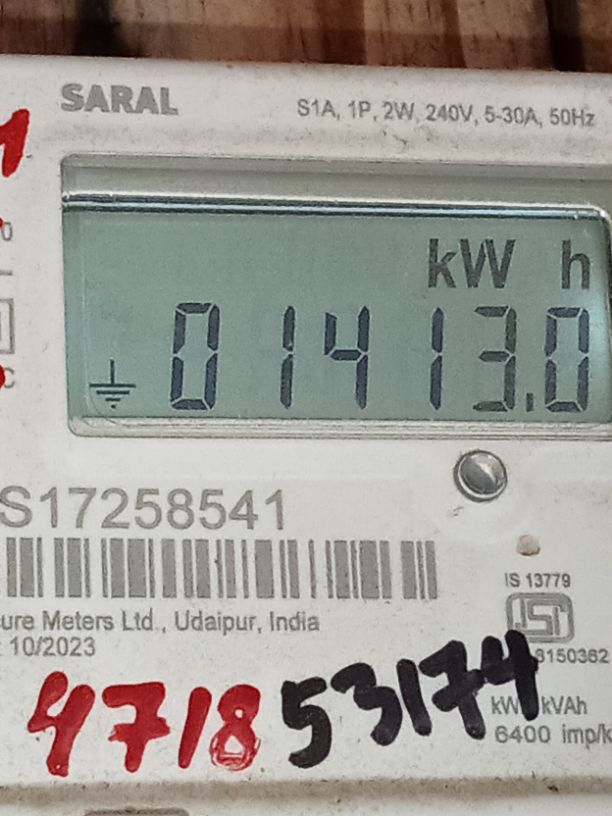 SARAL
S1A, 1P, 2W, 240V, 5-30A, 50Hz
kW h
01413.0
S17258541
IS 13779
ure Meters Ltd., Udaipur, India
10/2023
8150362
4718 53174
kW kVAh
6400 imp/k